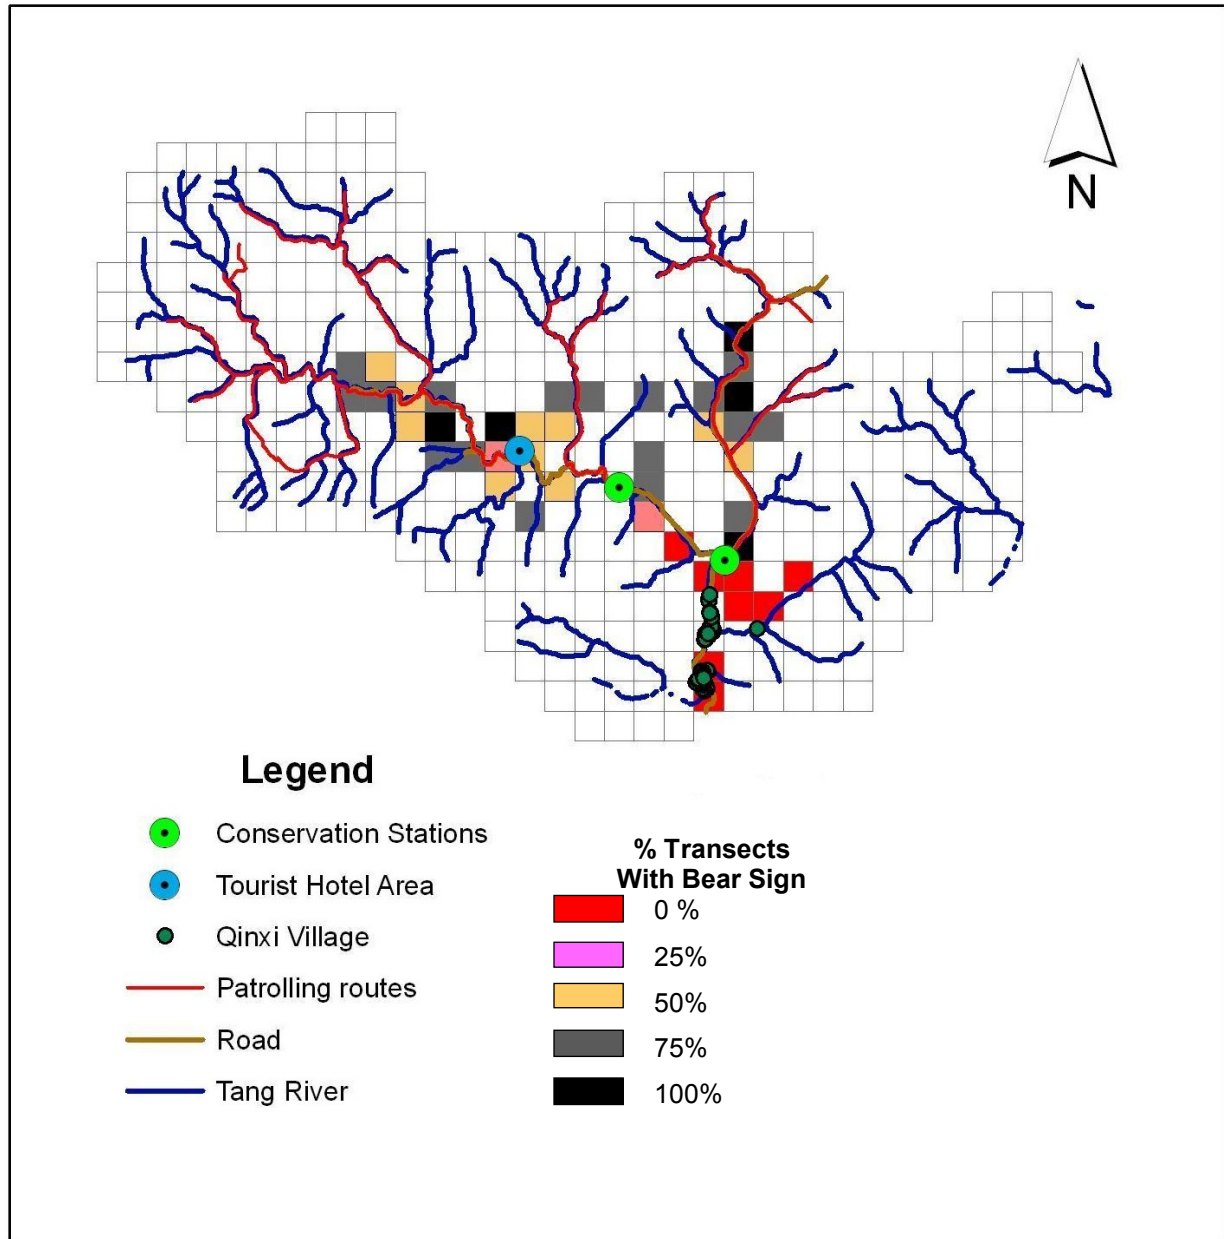 N
Legend
Conservation Stations
Tourist Hotel Area
Qinxi Village
Patrolling routes
Road
Tang River
% Transects
With Bear Sign
0 %
25%
50%
75%
100%